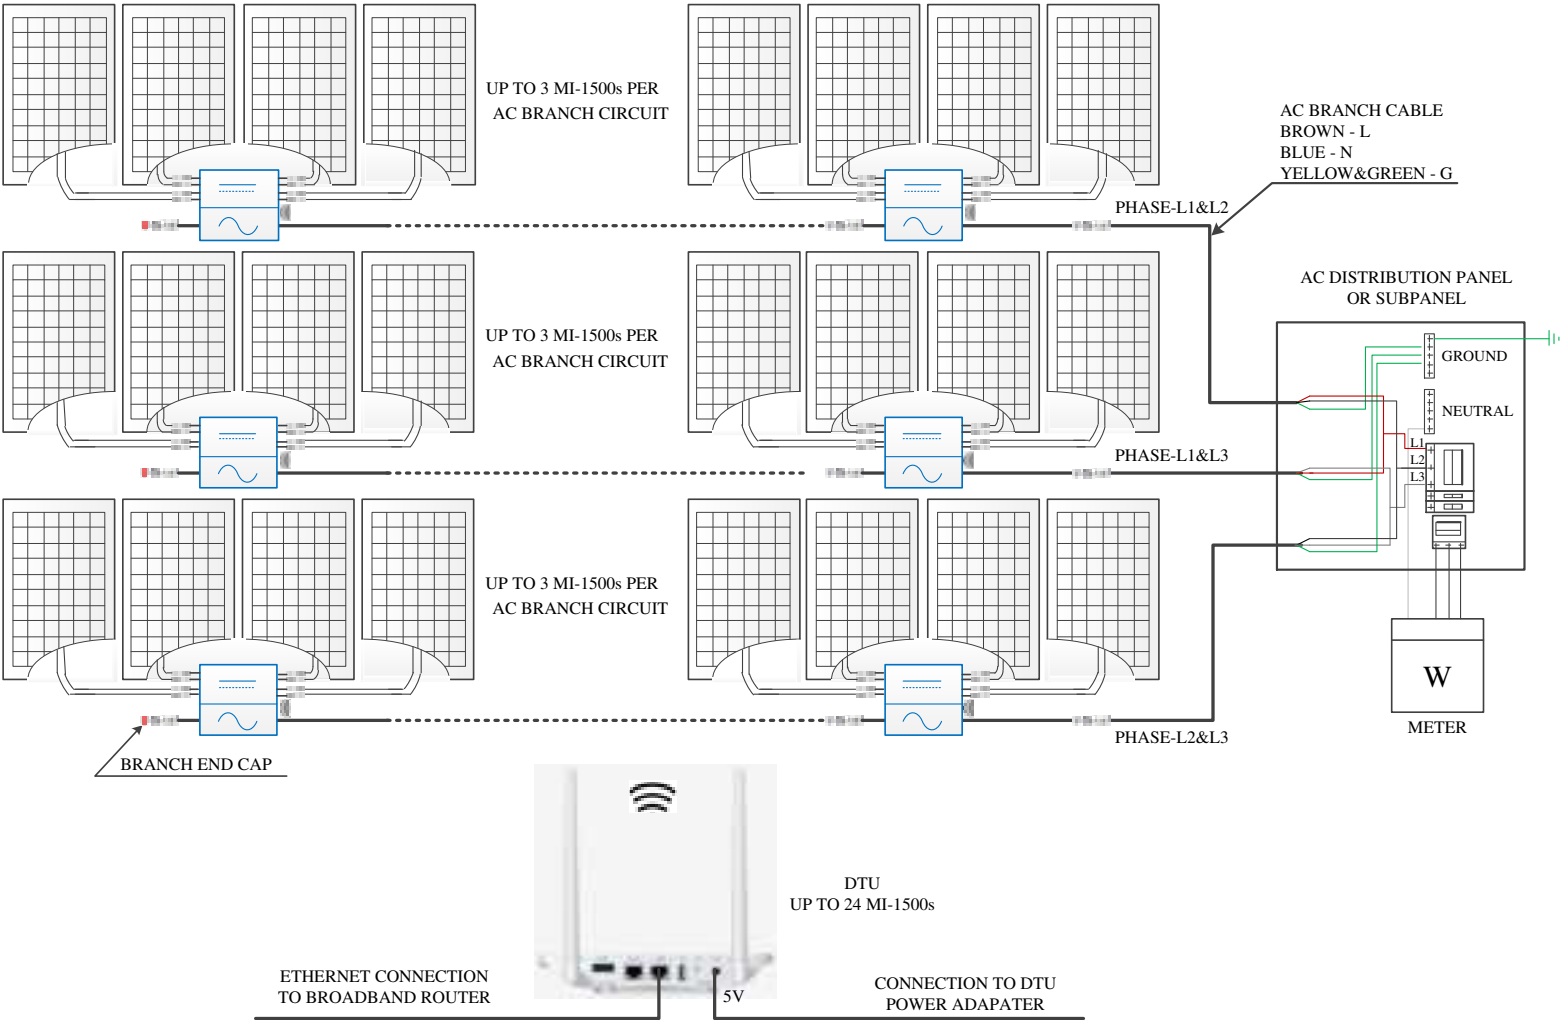 UP TO 3 MI-1500s PER
AC BRANCH CIRCUIT
AC BRANCH CABLE
BROWN - L
BLUE - N
YELLOW&GREEN - G
PHASE-L1&L2
AC DISTRIBUTION PANEL
OR SUBPANEL
UP TO 3 MI-1500s PER
AC BRANCH CIRCUIT
GROUND
NEUTRAL
L1
L2
L3
PHASE-L1&L3
UP TO 3 MI-1500s PER
AC BRANCH CIRCUIT
W
METER
PHASE-L2&L3
BRANCH END CAP
DTU
UP TO 24 MI-1500s
ETHERNET CONNECTION
TO BROADBAND ROUTER
5V
CONNECTION TO DTU
POWER ADAPATER